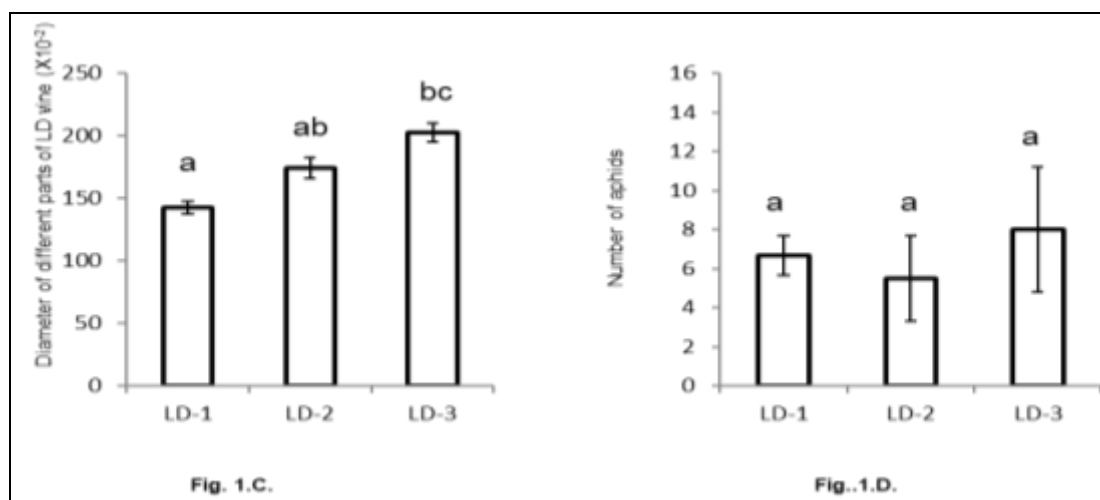 Diameter of different parts of LD vine (X10⁻²)
250
200
150
100
50
0
a
ab
bc
LD-1
LD-2
LD-3
Fig. 1.C.
Number of aphids
16
14
12
10
8
6
4
2
0
a
a
a
LD-1
LD-2
LD-3
Fig..1.D.